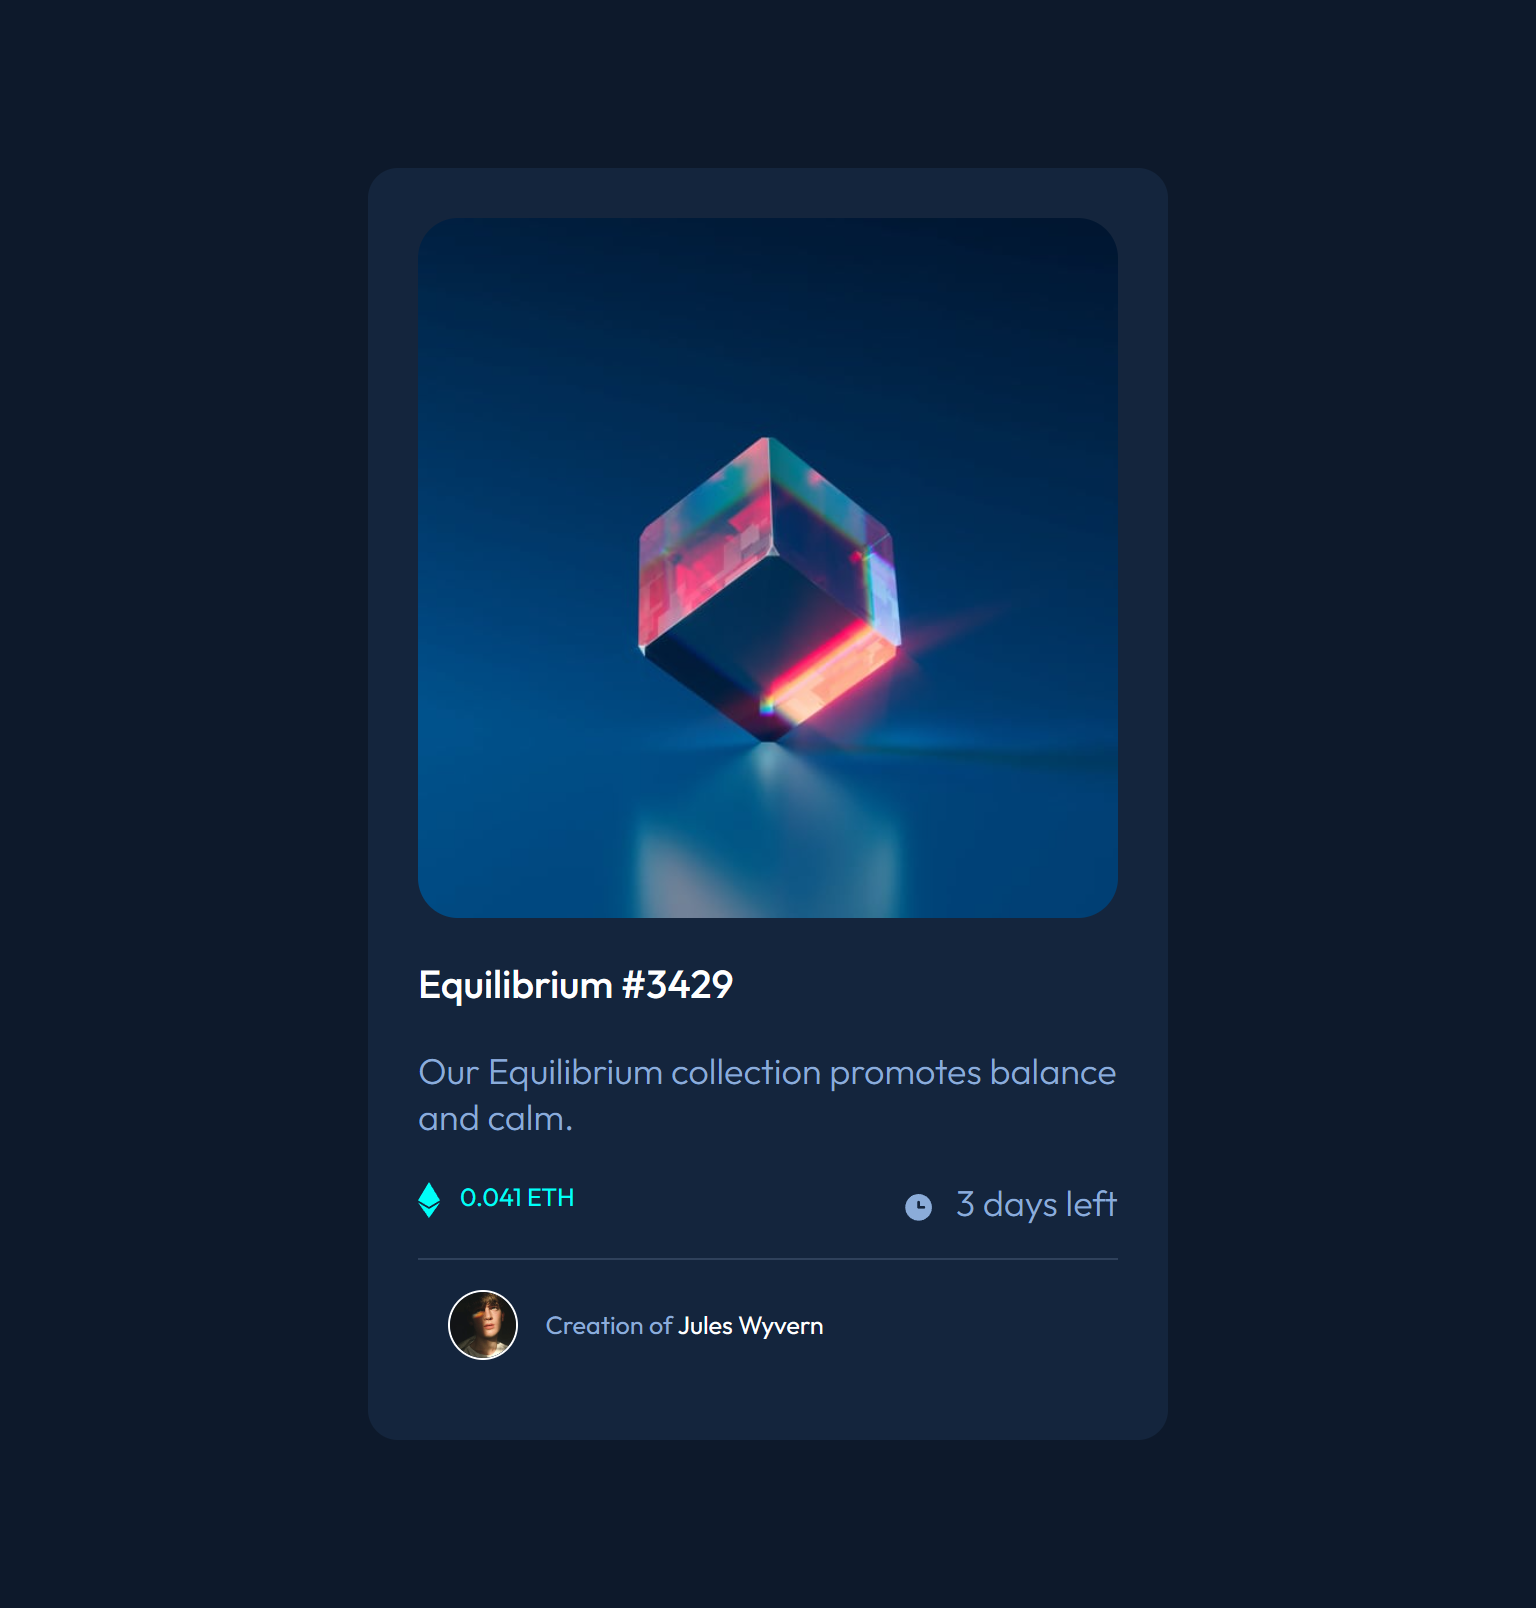 Equilibrium #3429
Our Equilibrium collection promotes balance
and calm.
0.041 ETH
3 days left
Creation of Jules Wyvern